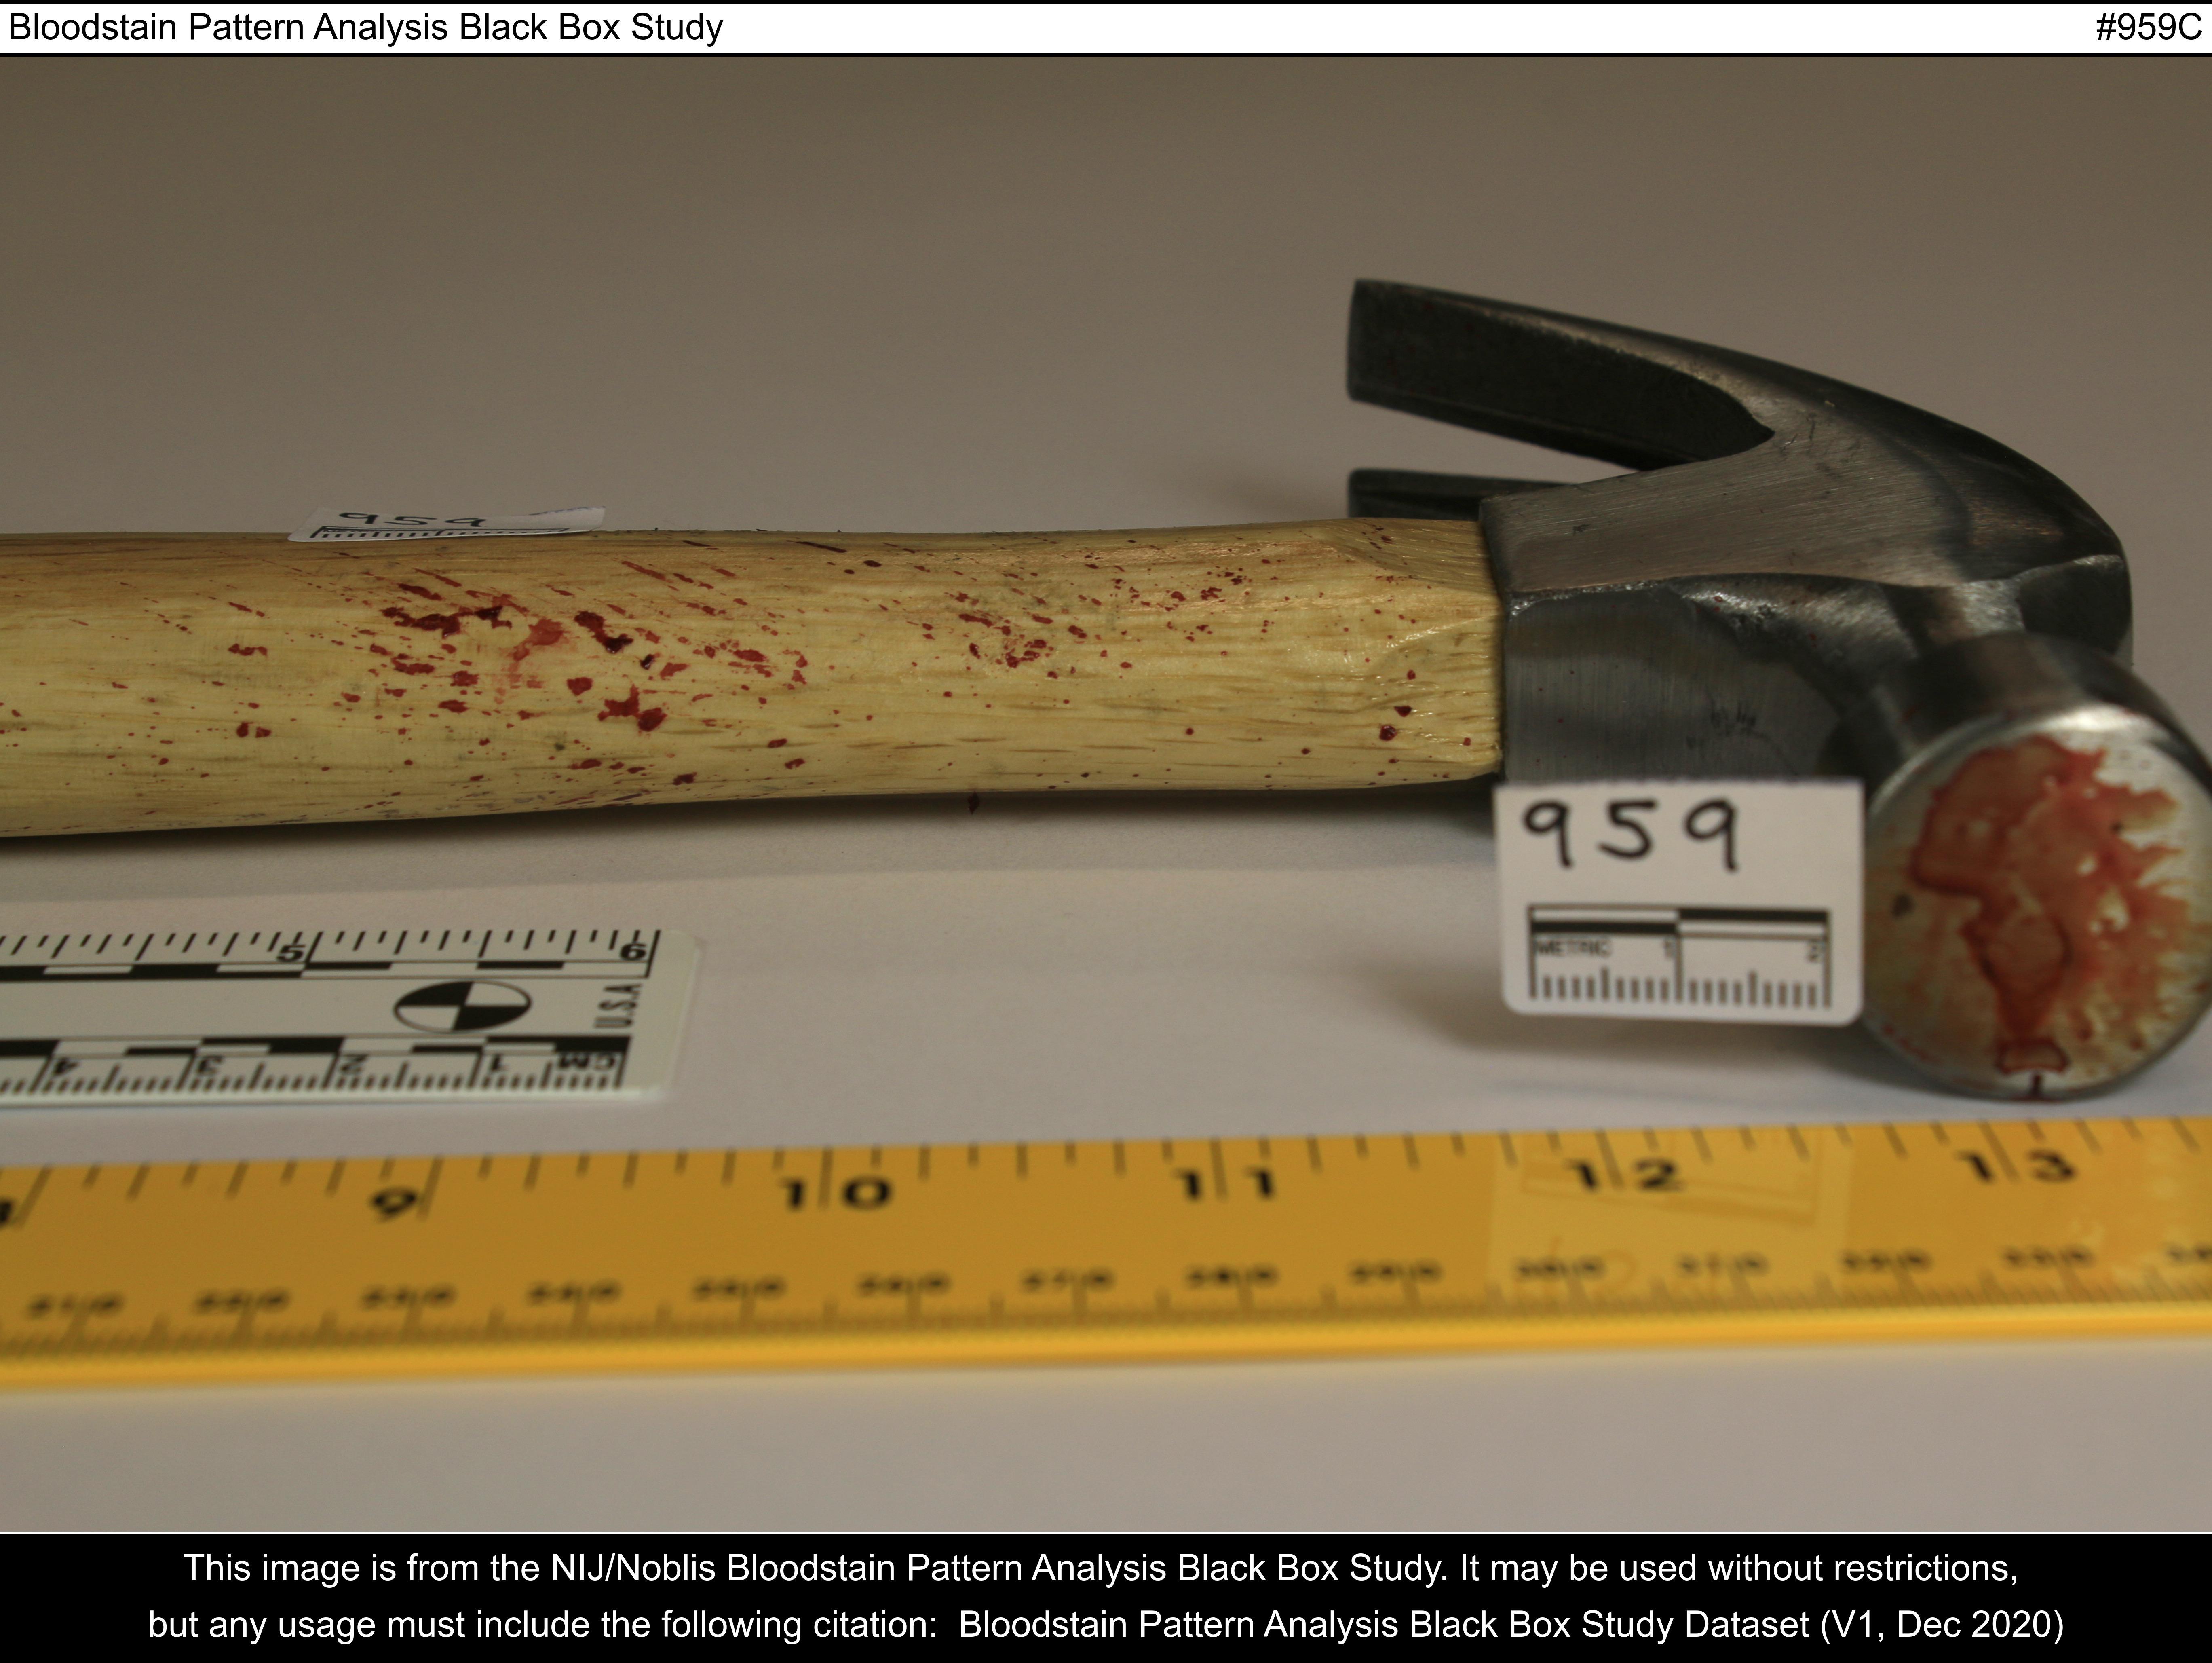 Bloodstain Pattern Analysis Black Box Study #959C
959
959
METRIC 1 2
5 6
U.S.A
4 3 2 1 CM
9 10 11 12 13
This image is from the NIJ/Noblis Bloodstain Pattern Analysis Black Box Study. It may be used without restrictions,
but any usage must include the following citation: Bloodstain Pattern Analysis Black Box Study Dataset (V1, Dec 2020)